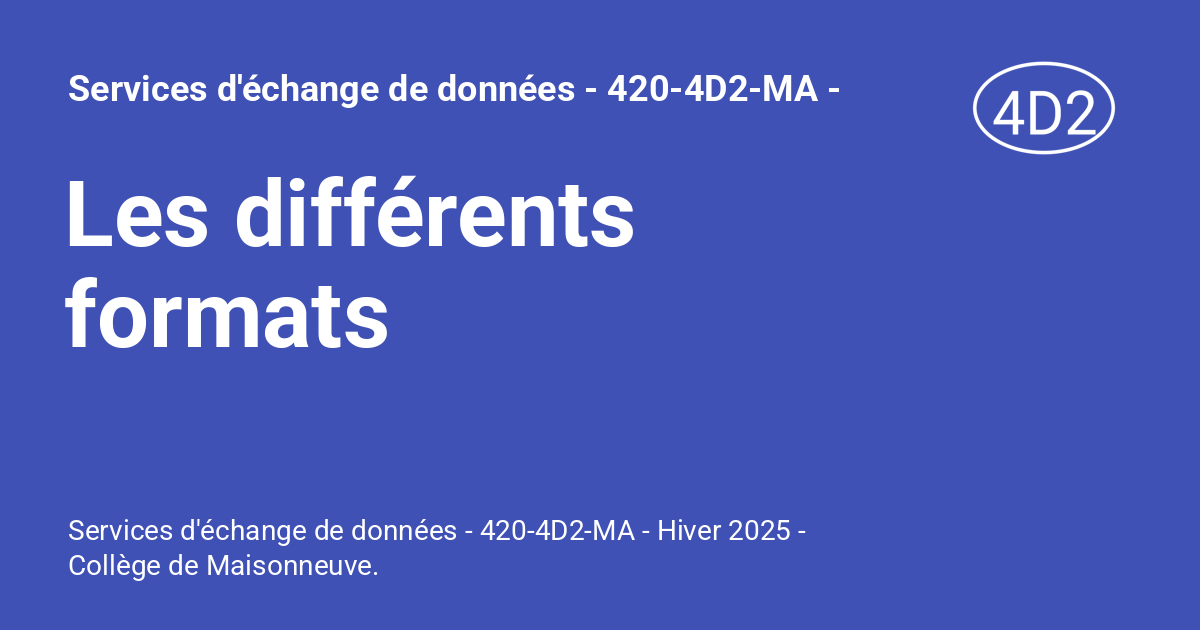 Services d'échange de données - 420-4D2-MA -
4D2
Les différents
formats
Services d'échange de données - 420-4D2-MA - Hiver 2025 -
Collège de Maisonneuve.